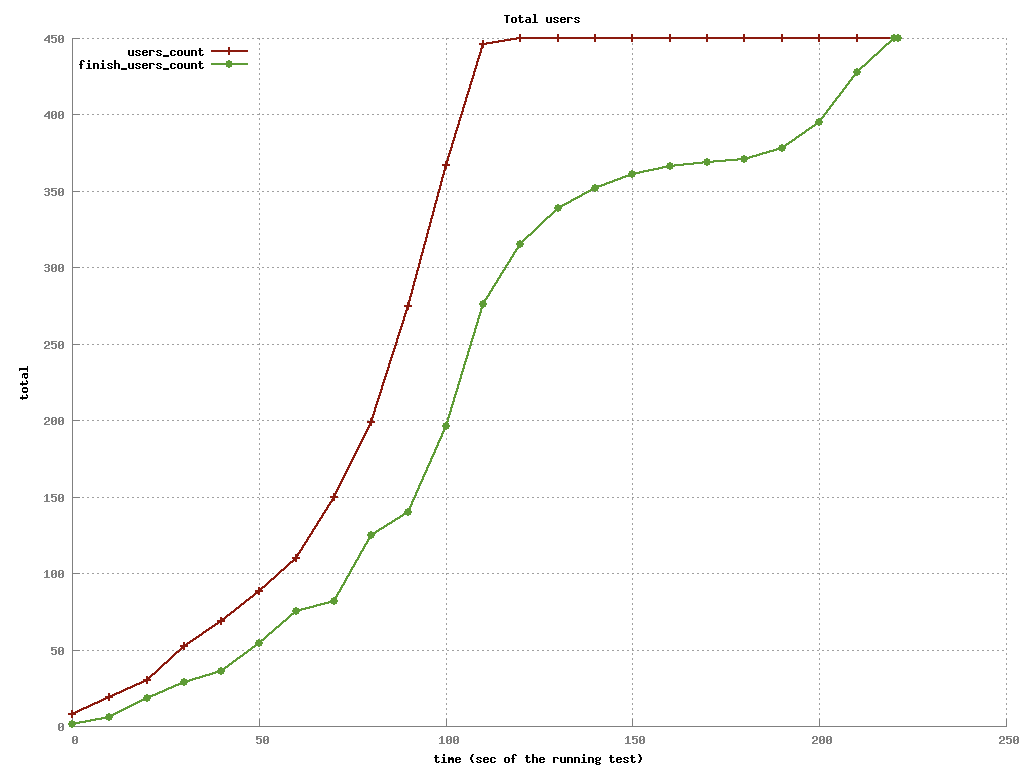 Total users
users_count
finish_users_count
450
400
350
300
250
200
150
100
50
0
total
0 50 100 150 200 250
time (sec of the running test)